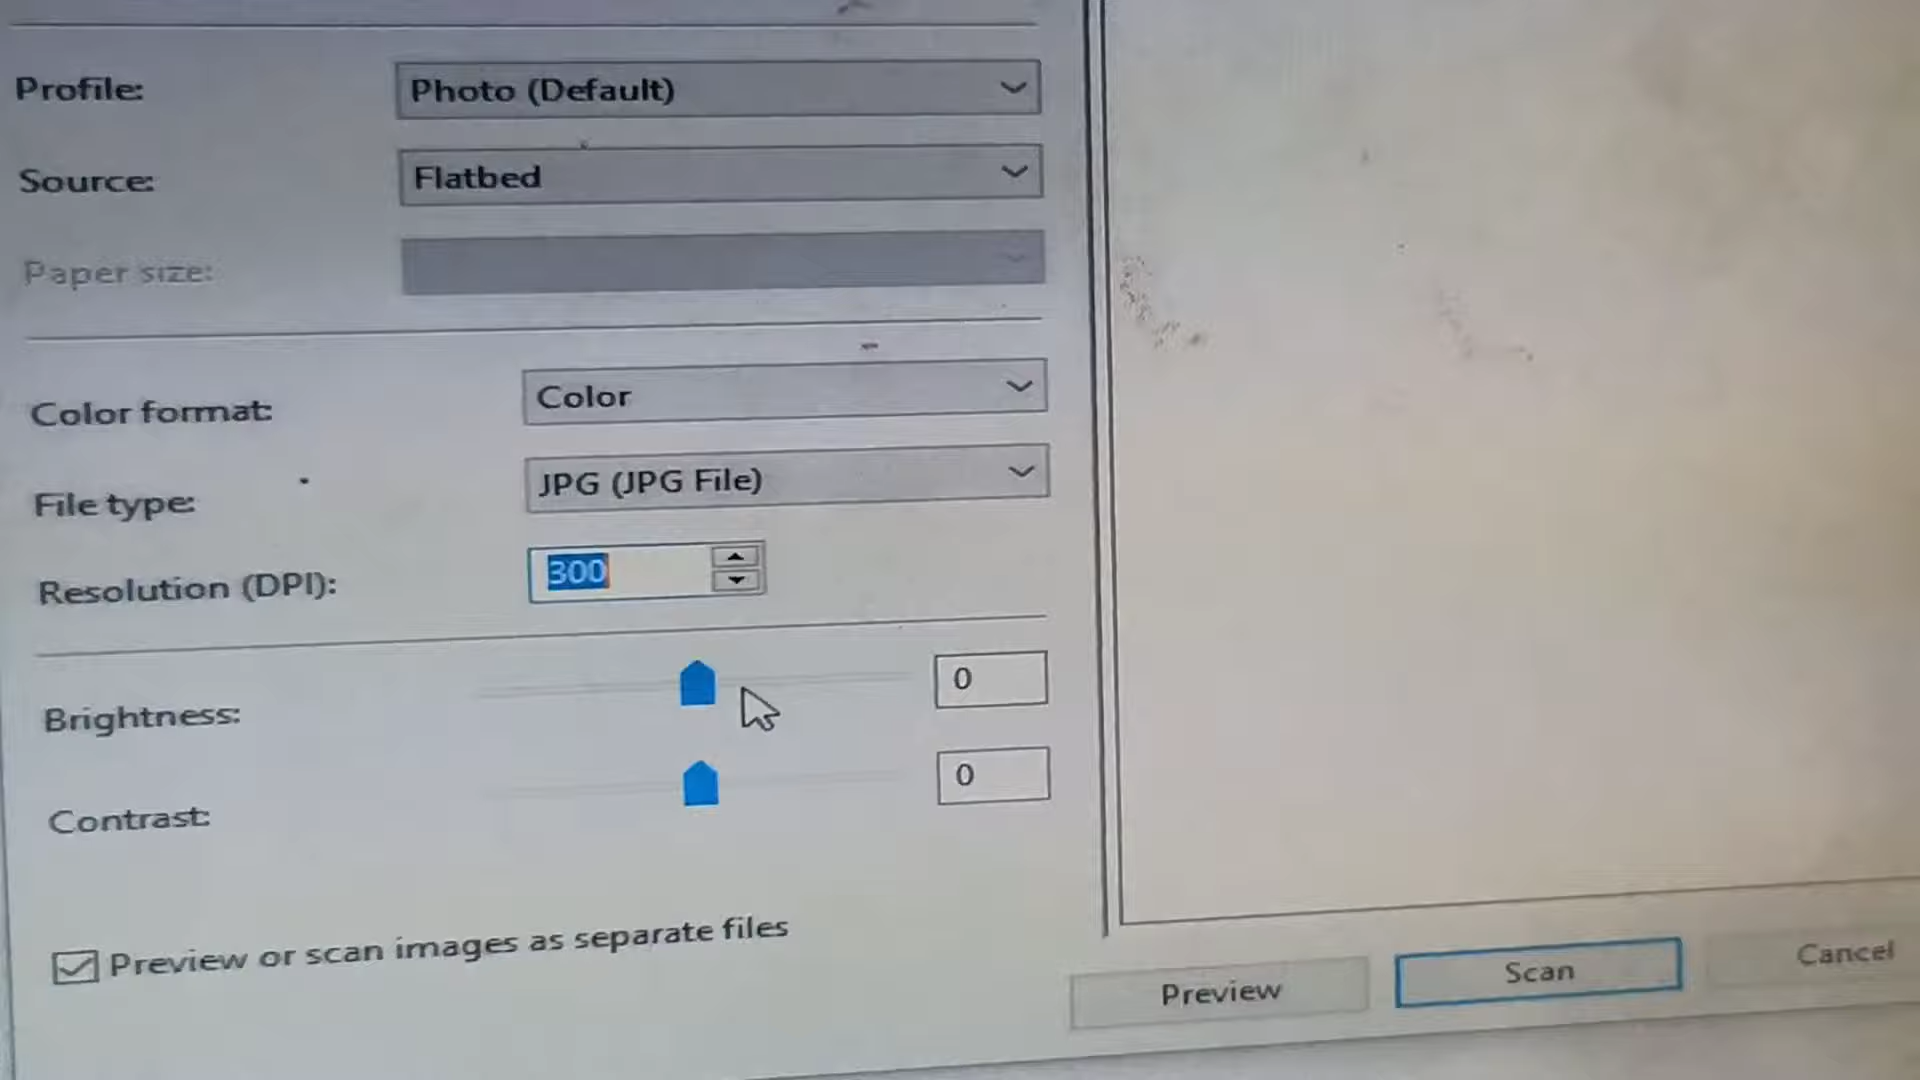 Profile: Photo (Default)
Source: Flatbed
Paper size:
Color format: Color
File type: JPG (JPG File)
Resolution (DPI): 300
Brightness: 0
Contrast: 0
Preview or scan images as separate files
Preview Scan Cancel